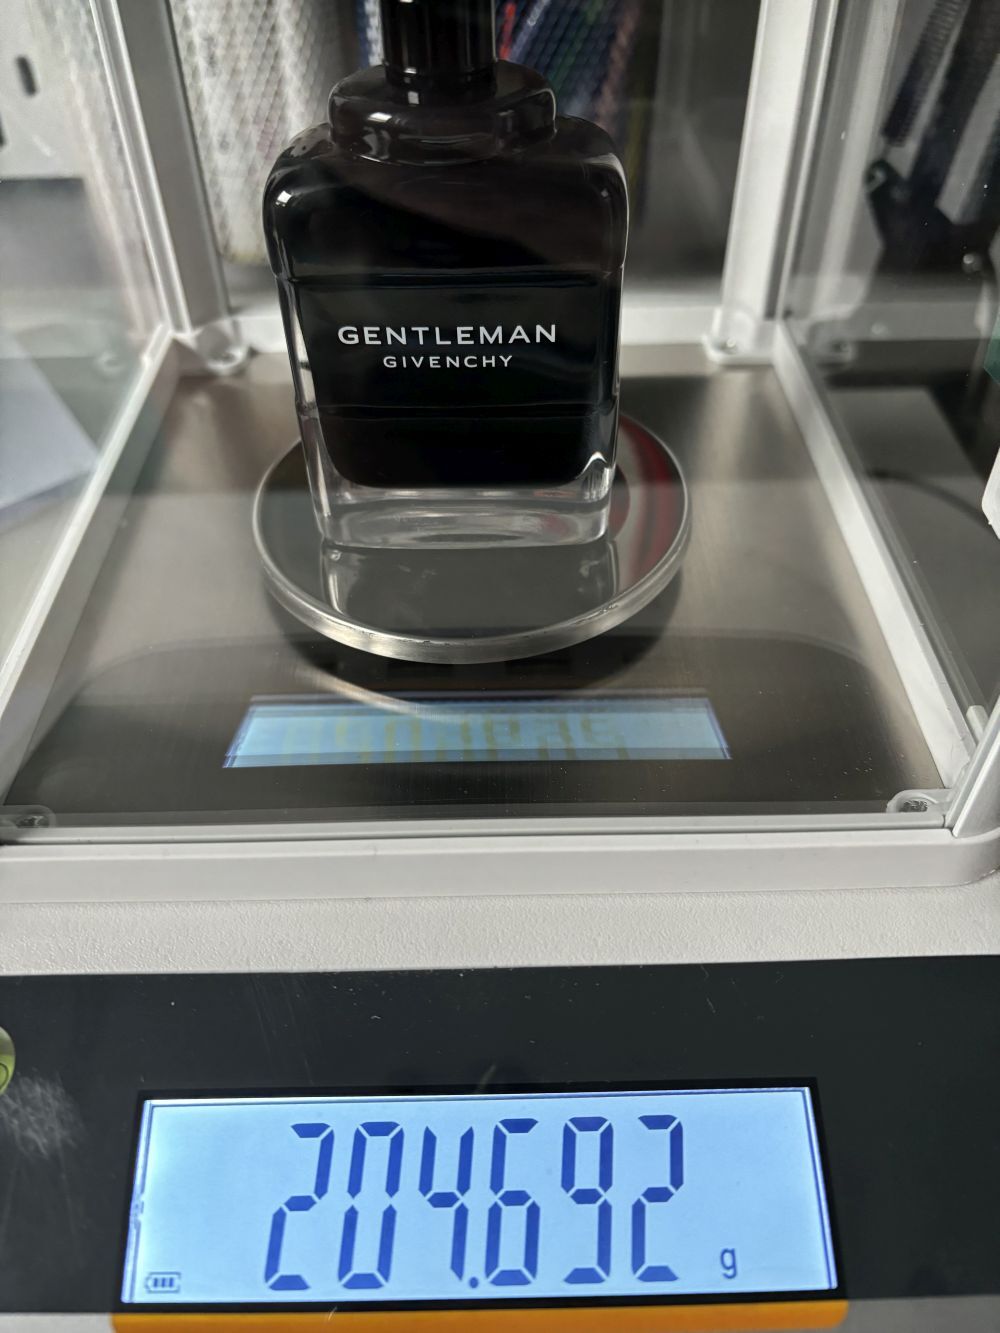 GENTLEMAN
GIVENCHY
204.692
g